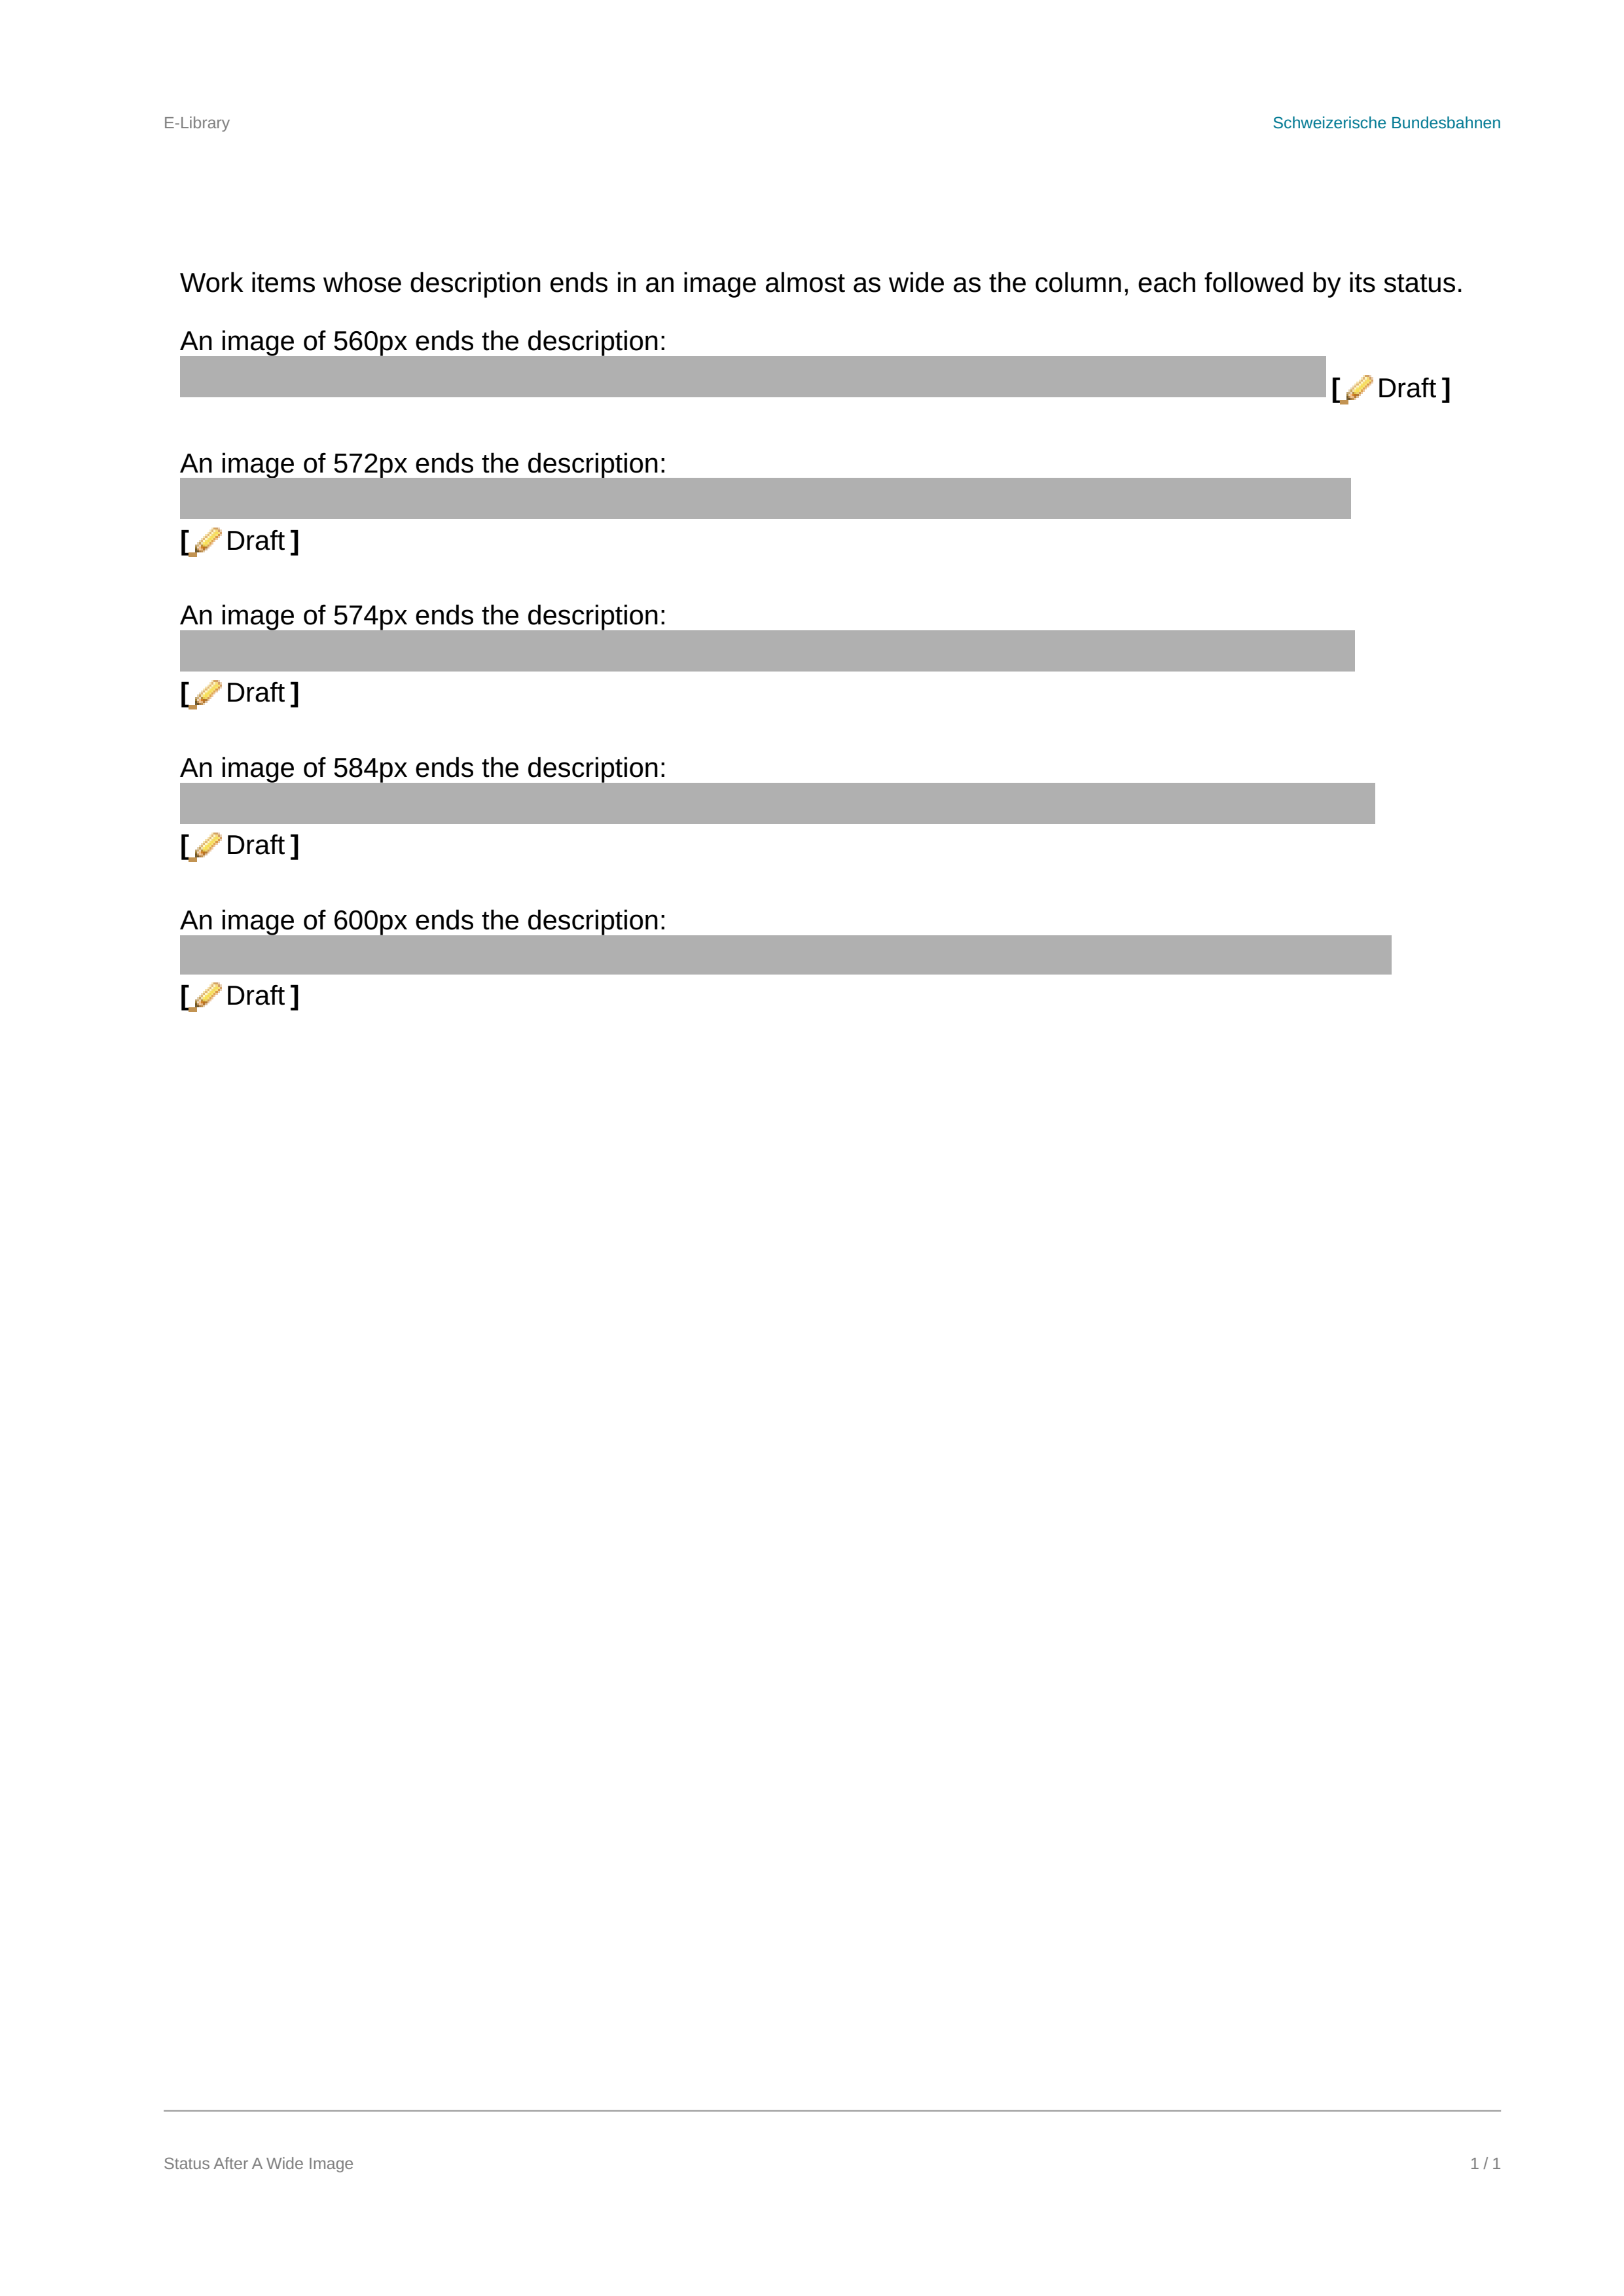 E-Library
Schweizerische Bundesbahnen
Work items whose description ends in an image almost as wide as the column, each followed by its status.
An image of 560px ends the description:
[ Draft ]
An image of 572px ends the description:
[ Draft ]
An image of 574px ends the description:
[ Draft ]
An image of 584px ends the description:
[ Draft ]
An image of 600px ends the description:
[ Draft ]
Status After A Wide Image
1 / 1